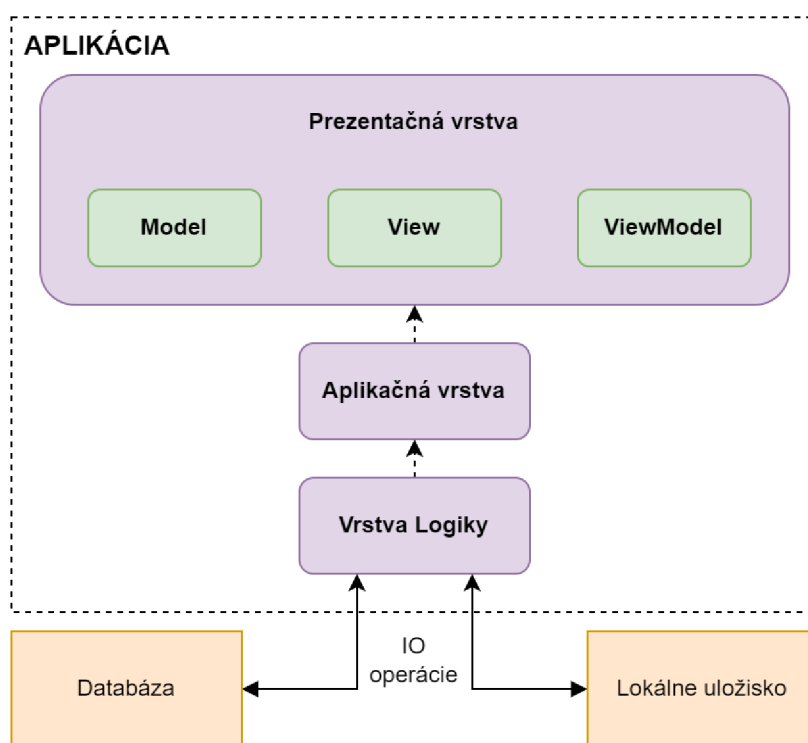 APLIKÁCIA
Prezentačná vrstva
Model
View
ViewModel
Aplikačná vrstva
Vrstva Logiky
IO
operácie
Databáza
Lokálne uložisko